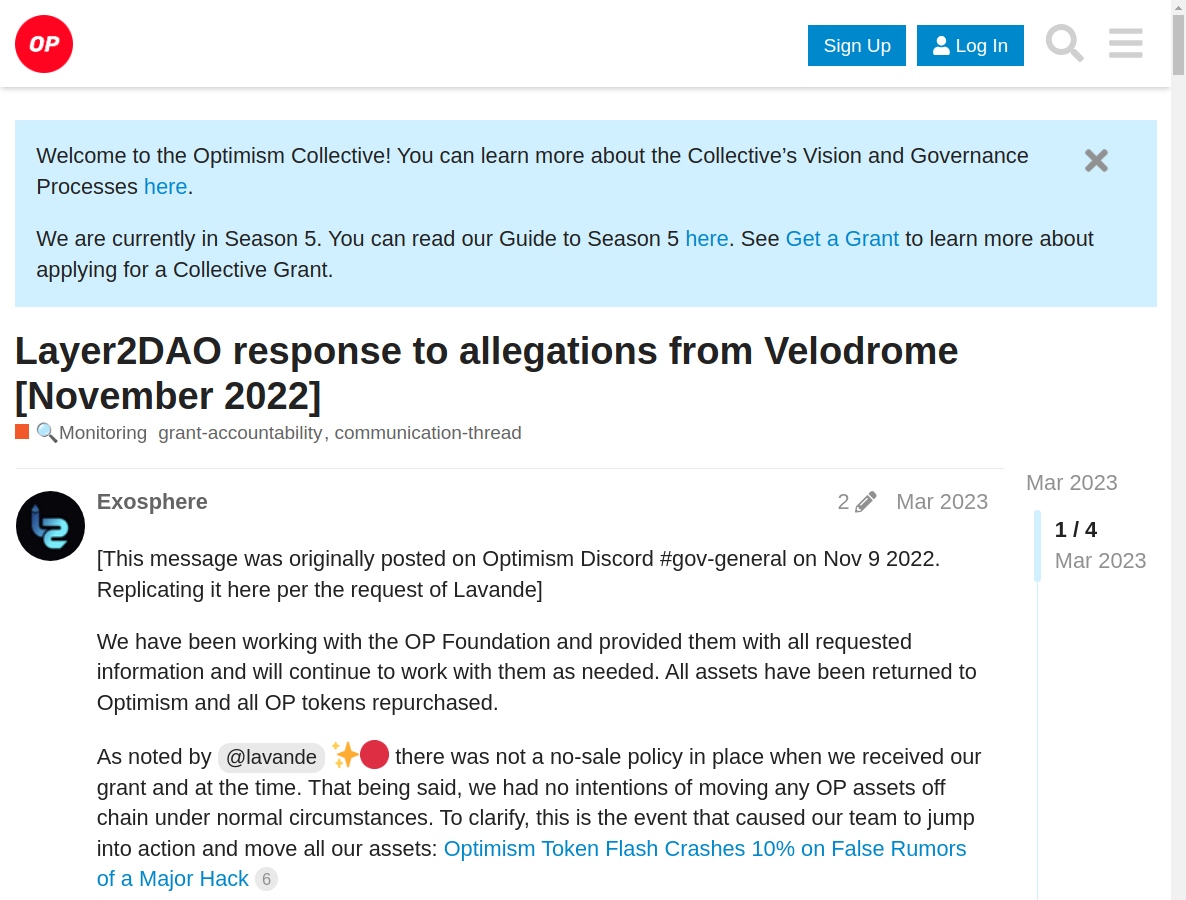 OP
Sign Up
Log In
Welcome to the Optimism Collective! You can learn more about the Collective’s Vision and Governance
Processes here.
We are currently in Season 5. You can read our Guide to Season 5 here. See Get a Grant to learn more about
applying for a Collective Grant.
Layer2DAO response to allegations from Velodrome
[November 2022]
Monitoring grant-accountability, communication-thread
Exosphere
2
Mar 2023
Mar 2023
1 / 4
Mar 2023
[This message was originally posted on Optimism Discord #gov-general on Nov 9 2022.
Replicating it here per the request of Lavande]
We have been working with the OP Foundation and provided them with all requested
information and will continue to work with them as needed. All assets have been returned to
Optimism and all OP tokens repurchased.
As noted by @lavande ✨🔴 there was not a no-sale policy in place when we received our
grant and at the time. That being said, we had no intentions of moving any OP assets off
chain under normal circumstances. To clarify, this is the event that caused our team to jump
into action and move all our assets: Optimism Token Flash Crashes 10% on False Rumors
of a Major Hack 6